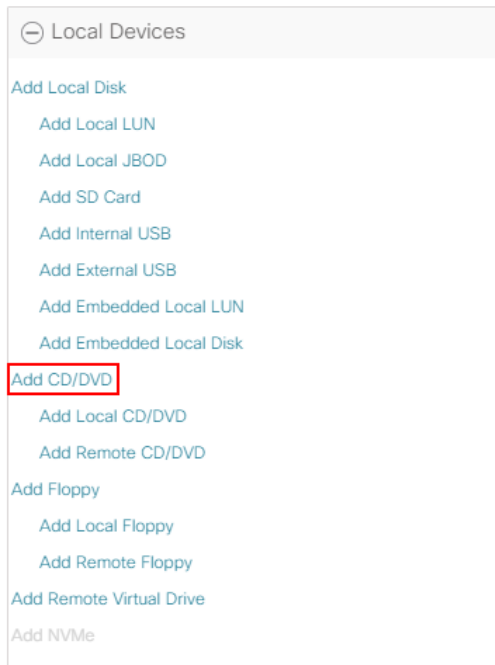 Local Devices
Add Local Disk
Add Local LUN
Add Local JBOD
Add SD Card
Add Internal USB
Add External USB
Add Embedded Local LUN
Add Embedded Local Disk
Add CD/DVD
Add Local CD/DVD
Add Remote CD/DVD
Add Floppy
Add Local Floppy
Add Remote Floppy
Add Remote Virtual Drive
Add NVMe